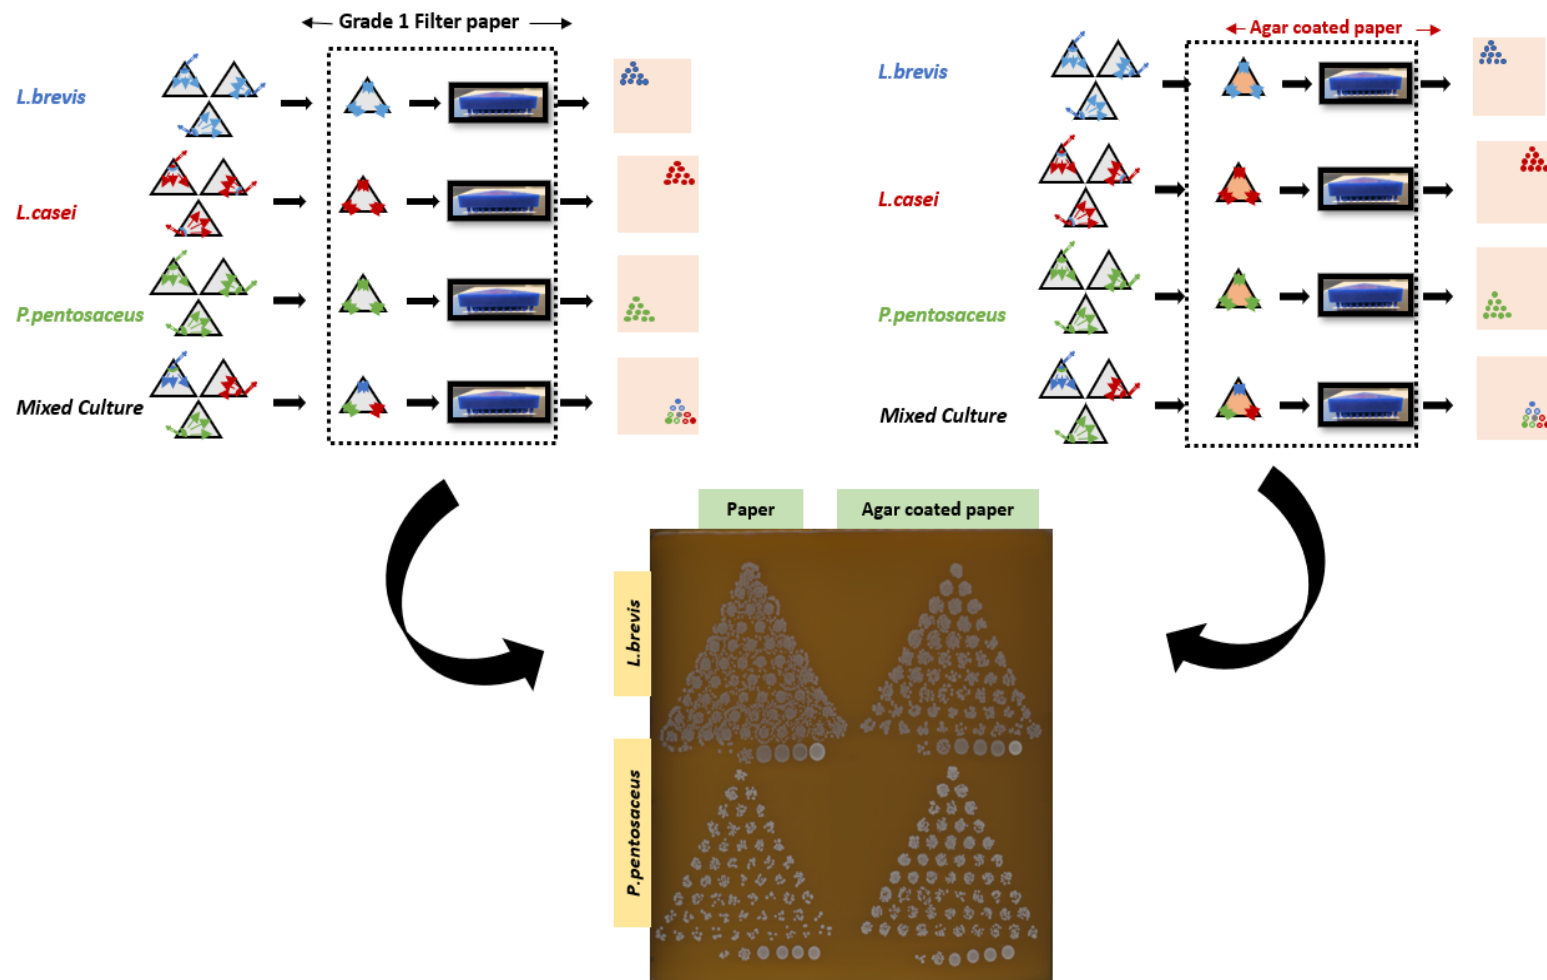 Grade 1 Filter paper
L.brevis
L.casei
P.pentosaceus
Mixed Culture
Agar coated paper
L.brevis
L.casei
P.pentosaceus
Mixed Culture
Paper
Agar coated paper
L.brevis
P.pentosaceus